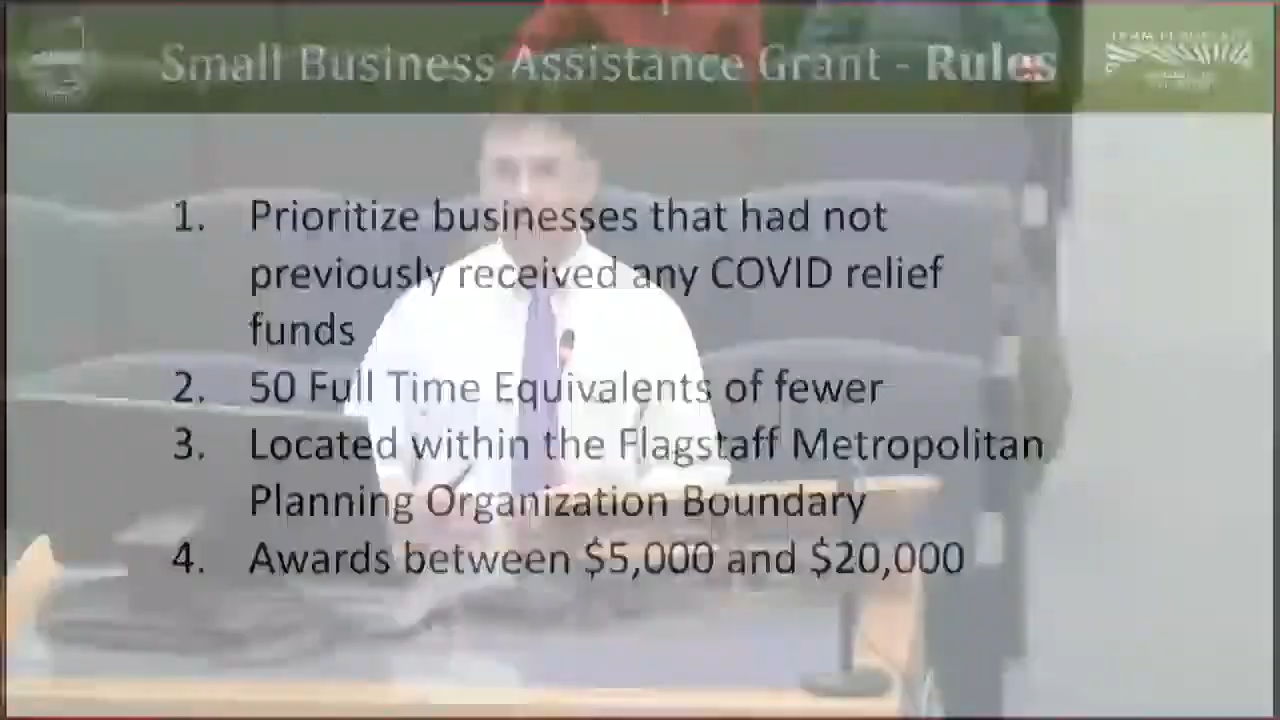 Small Business Assistance Grant - Rules
1. Prioritize businesses that had not
previously received any COVID relief
funds
2. 50 Full Time Equivalents of fewer
3. Located within the Flagstaff Metropolitan
Planning Organization Boundary
4. Awards between $5,000 and $20,000